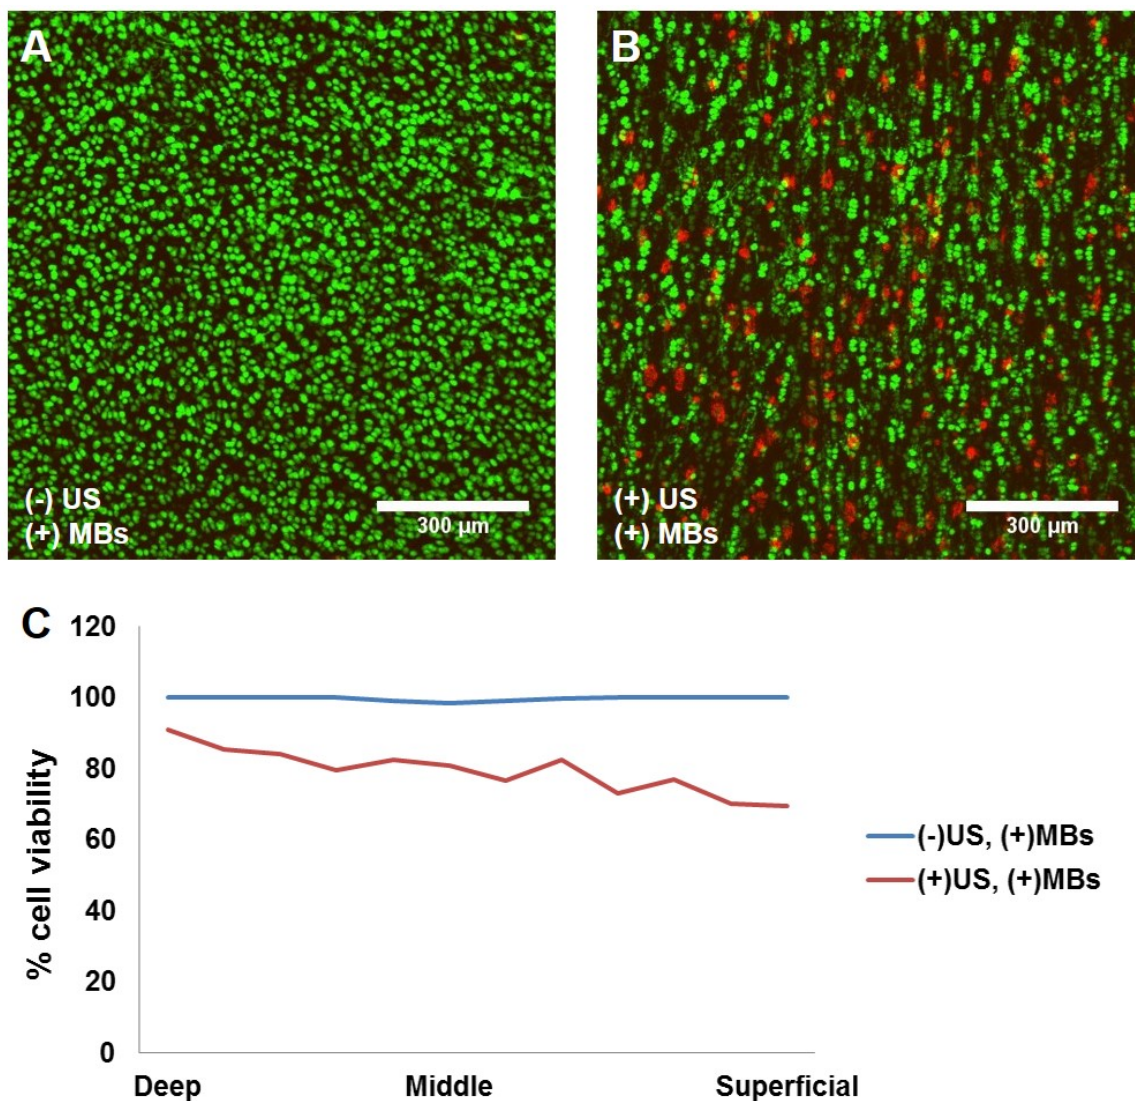 A
(-) US
(+) MBs
300 µm
B
(+) US
(+) MBs
300 µm
C
% cell viability
120
100
80
60
40
20
0
Deep
Middle
Superficial
(-)US, (+)MBs
(+)US, (+)MBs